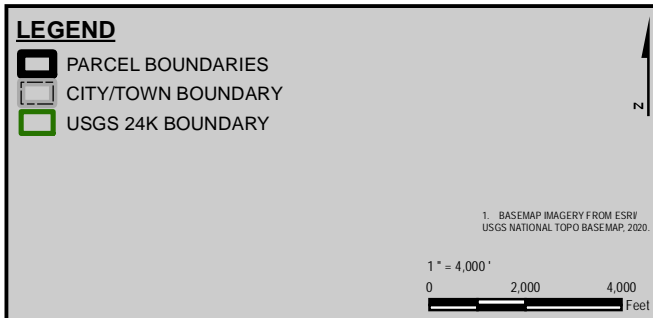 LEGEND
PARCEL BOUNDARIES
CITY/TOWN BOUNDARY
USGS 24K BOUNDARY
N
1. BASEMAP IMAGERY FROM ESRI/
USGS NATIONAL TOPO BASEMAP, 2020.
1 " = 4,000 '
0 2,000 4,000
Feet